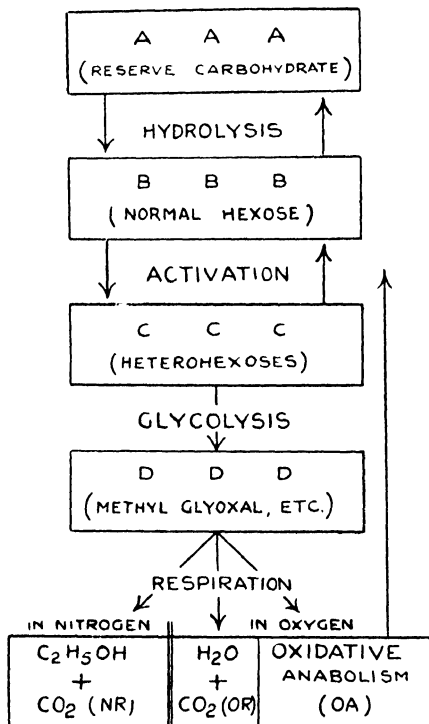 A A A
(RESERVE CARBOHYDRATE)
HYDROLYSIS
B B B
(NORMAL HEXOSE)
ACTIVATION
C C C
(HETEROHEXOSES)
GLYCOLYSIS
D D D
(METHYL GLYOXAL, ETC.)
RESPIRATION
IN NITROGEN IN OXYGEN
C2H5OH
+
CO2 (NR)
H2O
+
CO2(OR)
OXIDATIVE
ANABOLISM
(OA)